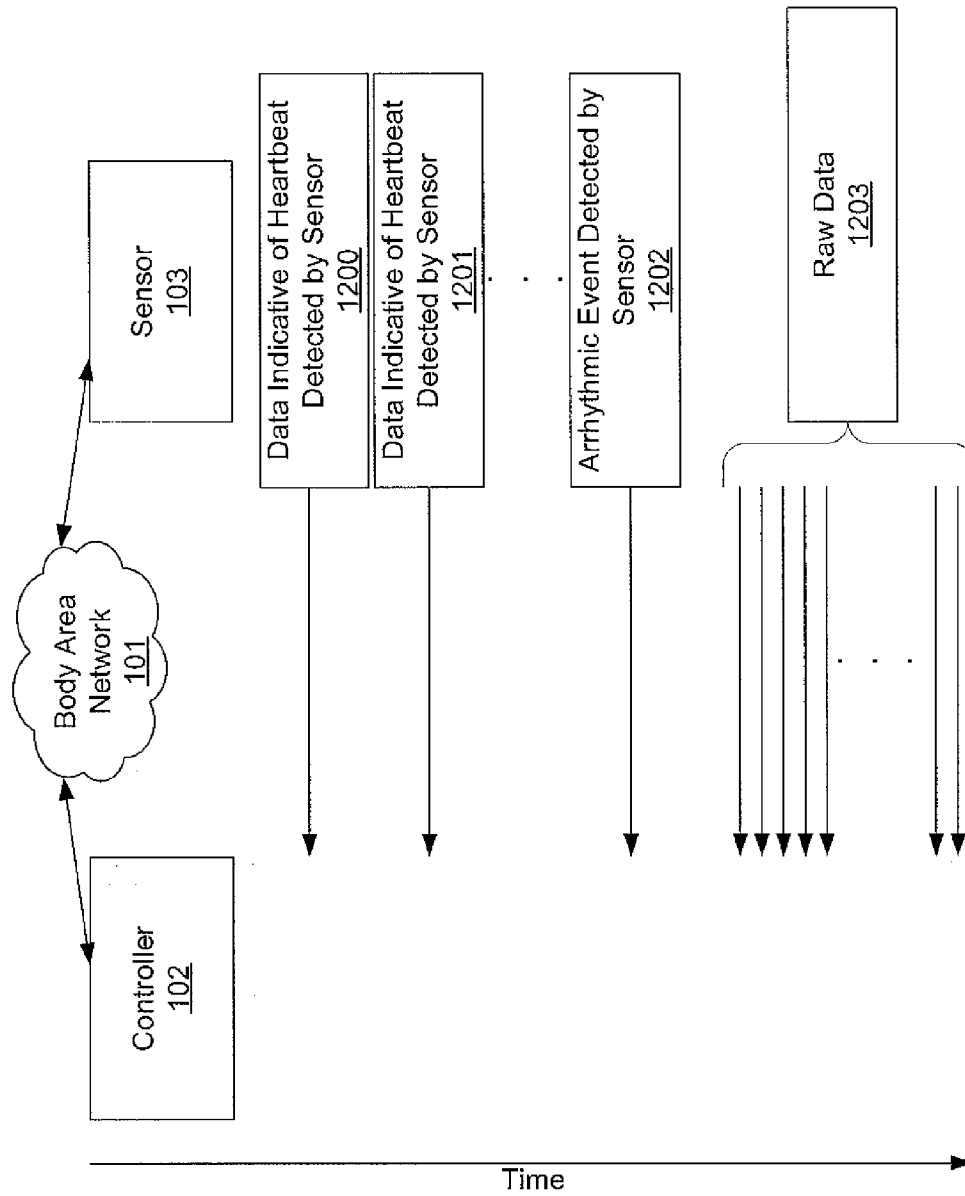 Body Area
Network
101
Controller
102
Sensor
103
Data Indicative of Heartbeat
Detected by Sensor
1200
Data Indicative of Heartbeat
Detected by Sensor
1201
Arrhythmic Event Detected by
Sensor
1202
Raw Data
1203
Time